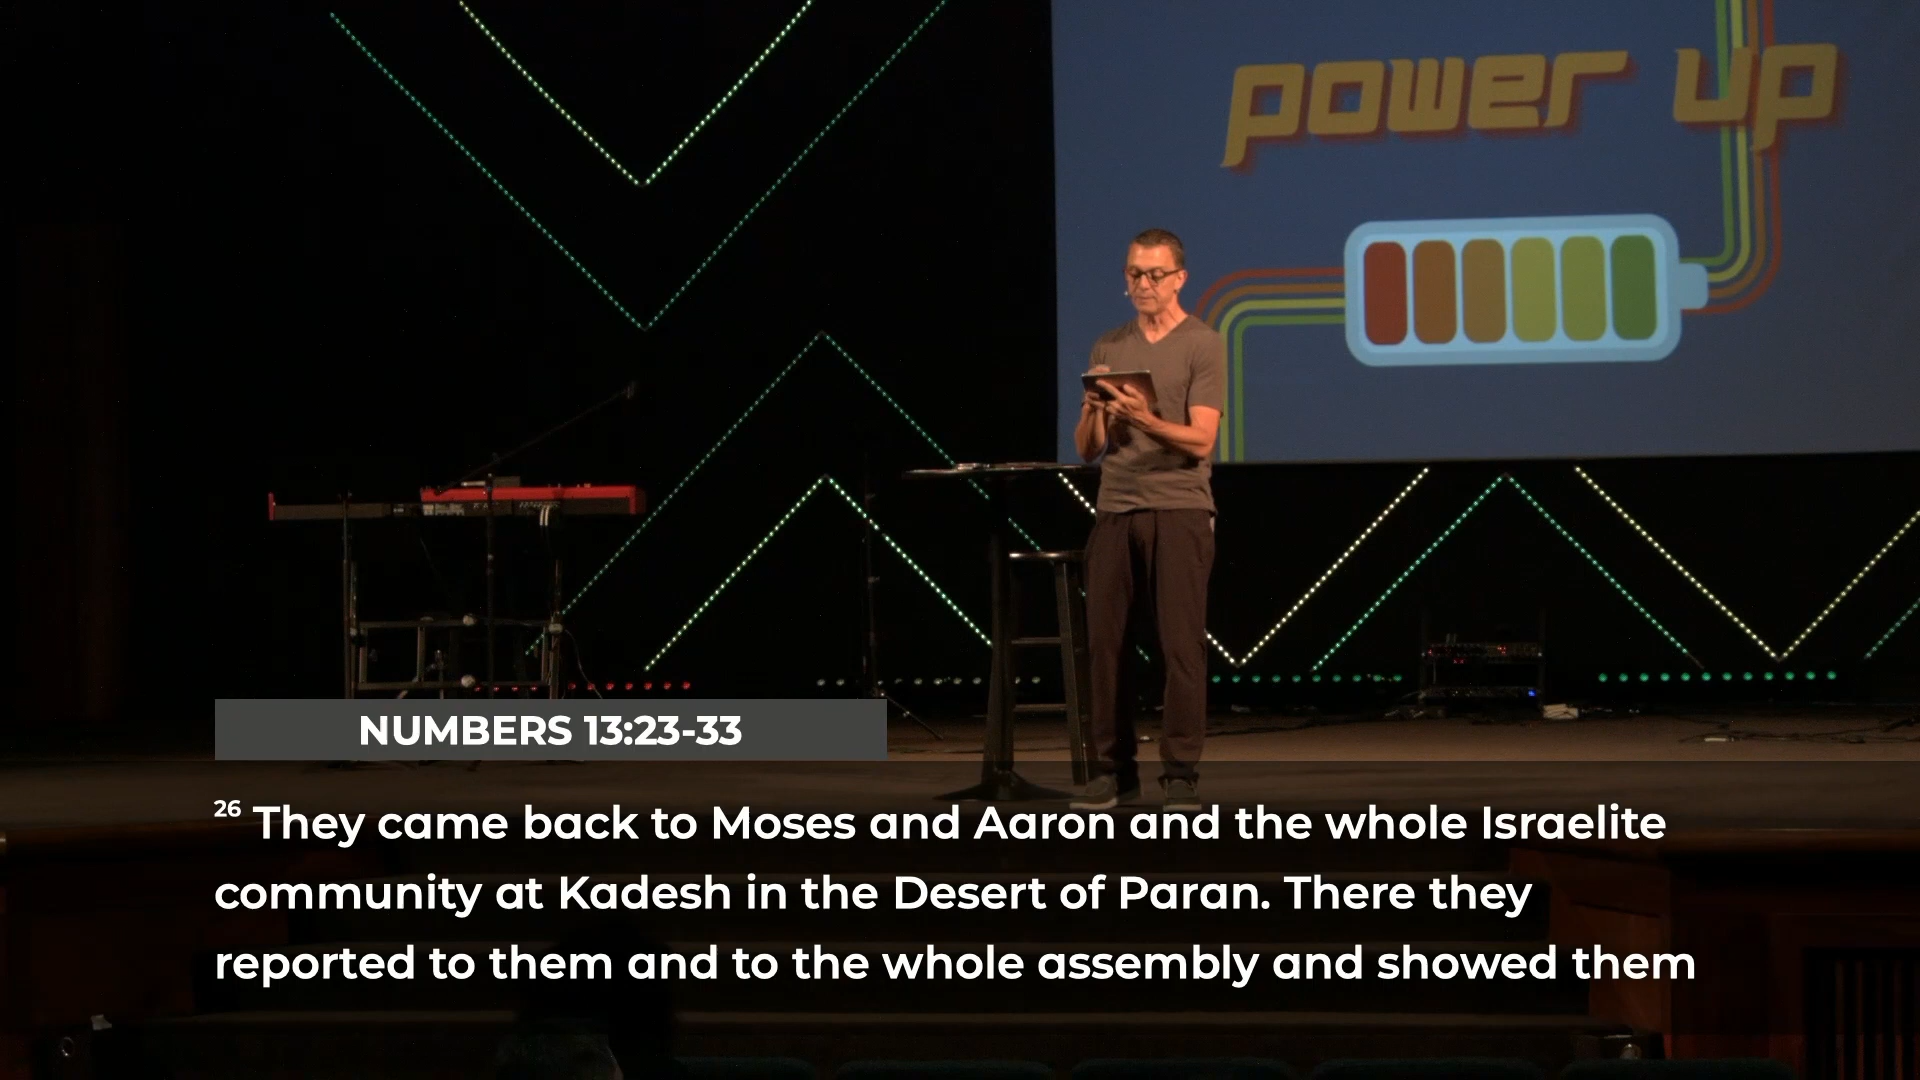 power up
NUMBERS 13:23-33
26 They came back to Moses and Aaron and the whole Israelite
community at Kadesh in the Desert of Paran. There they
reported to them and to the whole assembly and showed them